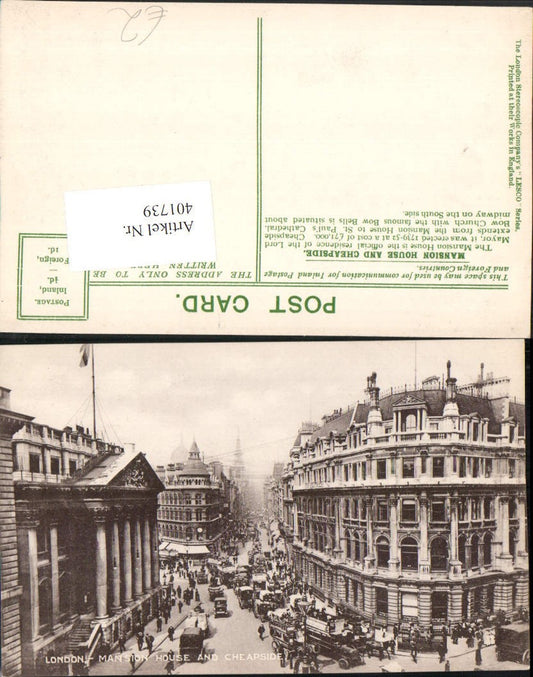 POST CARD.
This space may be used for communication for Inland Postage
and Foreign Countries.
THE ADDRESS ONLY TO BE
WRITTEN
POSTAGE.
Inland,
½d.
Foreign,
1d.
MANSION HOUSE AND CHEAPSIDE.
The Mansion House is the official residence of the Lord
Mayor, it was erected 1739-53 at a cost of £71,000. Cheapside
extends from the Mansion House to St. Paul's Cathedral.
Bow Church with the famous Bow Bells is situated about
midway on the South side.
The London Stereoscopic Company's "LESCO" Series.
Printed at their Works in England.
£2
Artikel Nr.
401739
LONDON, - MANSION HOUSE AND CHEAPSIDE